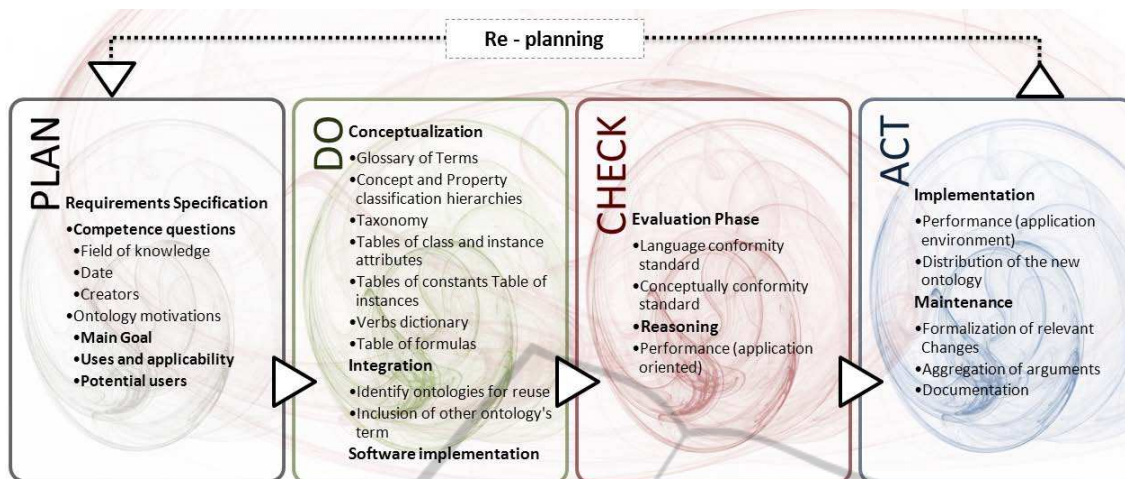 Re - planning
PLAN
Requirements Specification
•Competence questions
•Field of knowledge
•Date
•Creators
•Ontology motivations
•Main Goal
•Uses and applicability
•Potential users
DO
Conceptualization
•Glossary of Terms
•Concept and Property
classification hierarchies
•Taxonomy
•Tables of class and instance
attributes
•Tables of constants Table of
instances
•Verbs dictionary
•Table of formulas
Integration
•Identify ontologies for reuse
•Inclusion of other ontology's
term
Software implementation
CHECK
Evaluation Phase
•Language conformity
standard
•Conceptually conformity
standard
•Reasoning
•Performance (application
oriented)
ACT
Implementation
•Performance (application
environment)
•Distribution of the new
ontology
Maintenance
•Formalization of relevant
Changes
•Aggregation of arguments
•Documentation